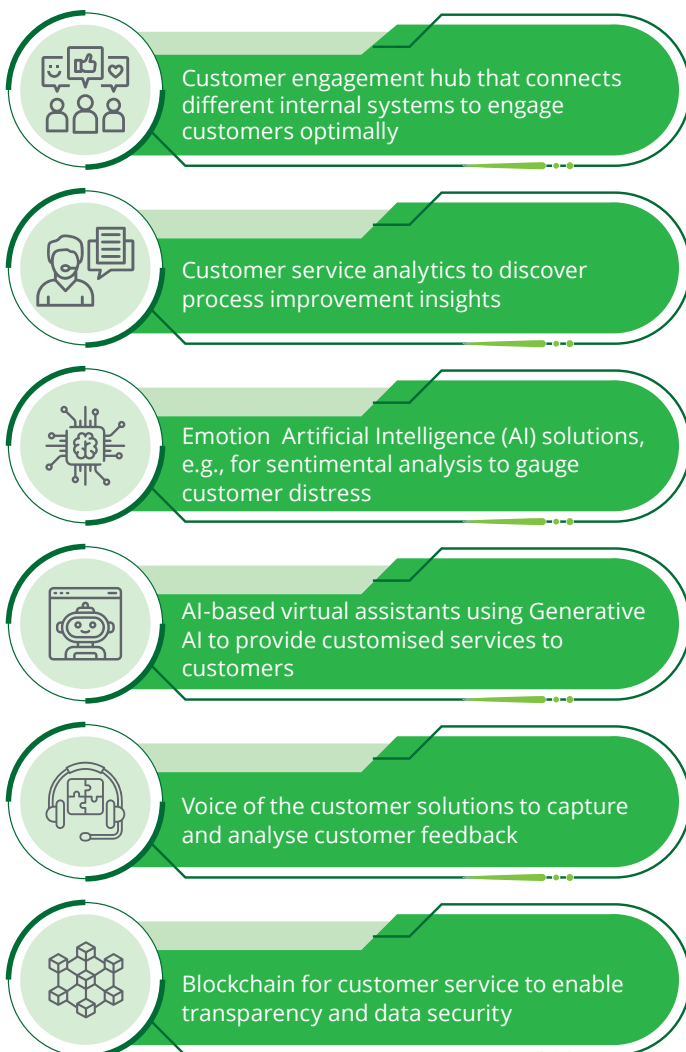 Customer engagement hub that connects
different internal systems to engage
customers optimally
Customer service analytics to discover
process improvement insights
Emotion  Artificial Intelligence (AI) solutions,
e.g., for sentimental analysis to gauge
customer distress
AI-based virtual assistants using Generative
AI to provide customised services to
customers
Voice of the customer solutions to capture
and analyse customer feedback
Blockchain for customer service to enable
transparency and data security